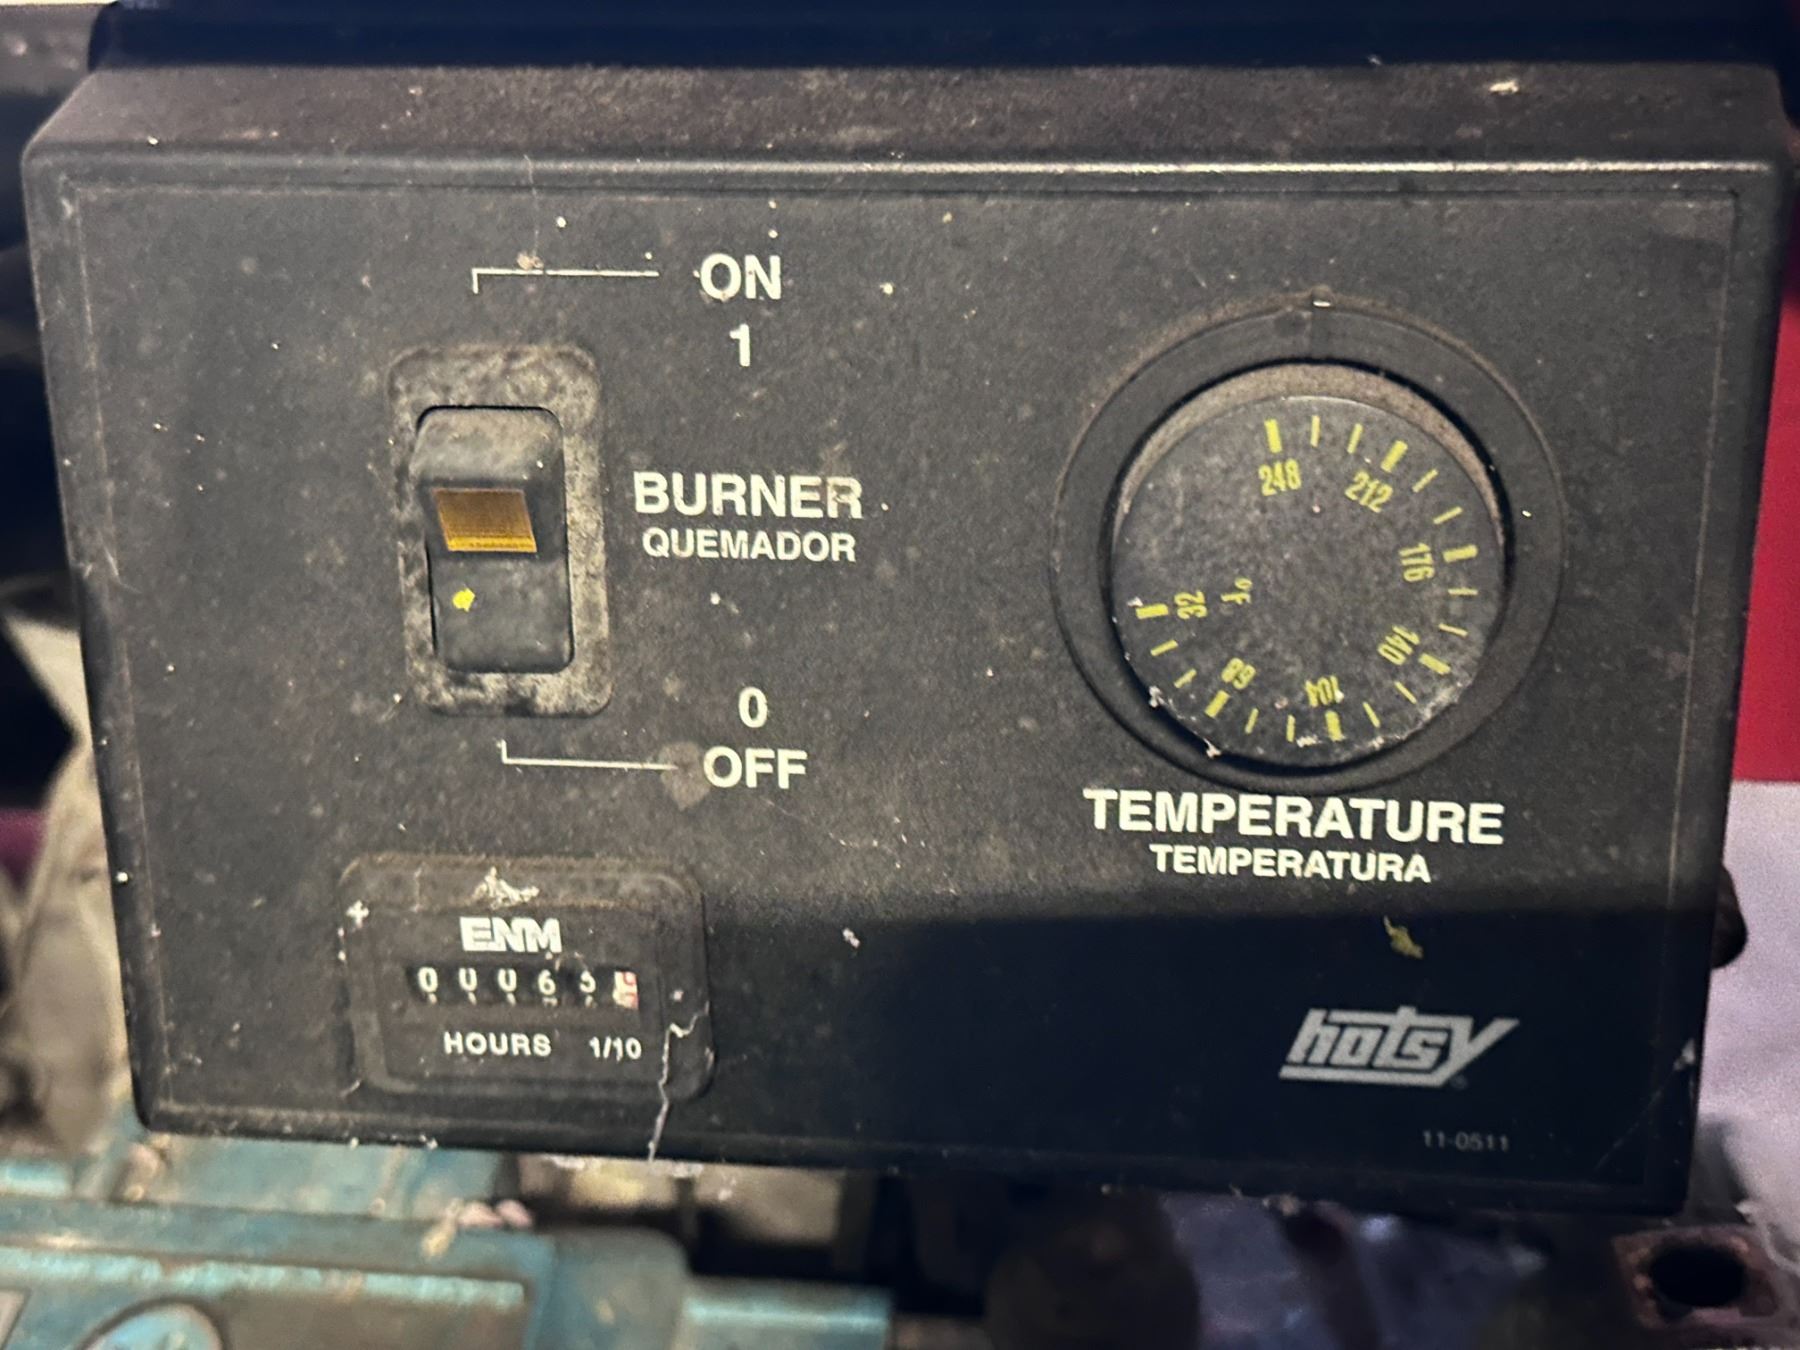 ON
1
BURNER
QUEMADOR
0
OFF
248
212
176
140
104
68
32
°F
TEMPERATURE
TEMPERATURA
ENM
HOURS 1/10
hotsy
11-0511